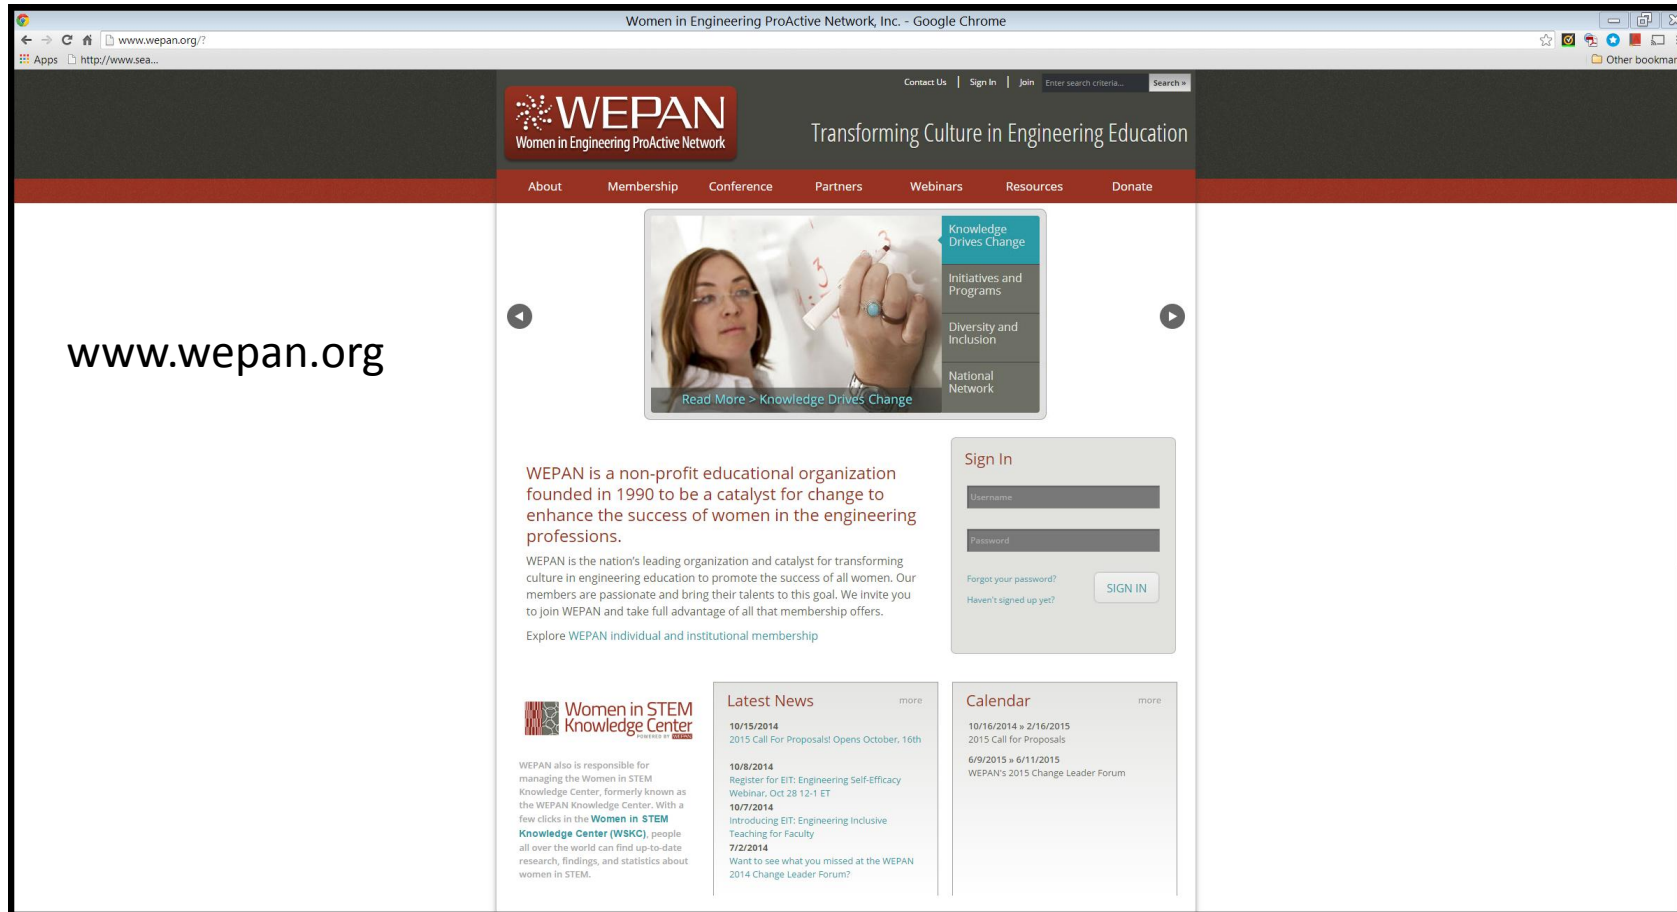 Women in Engineering ProActive Network, Inc. - Google Chrome
www.wepan.org/?
Apps http://www.sea...
Other bookmar
Contact Us | Sign In | Join Enter search criteria... Search »
WEPAN
Women in Engineering ProActive Network
Transforming Culture in Engineering Education
About Membership Conference Partners Webinars Resources Donate
Knowledge
Drives Change
Initiatives and
Programs
Diversity and
Inclusion
National
Network
Read More > Knowledge Drives Change
www.wepan.org
WEPAN is a non-profit educational organization
founded in 1990 to be a catalyst for change to
enhance the success of women in the engineering
professions.
WEPAN is the nation's leading organization and catalyst for transforming
culture in engineering education to promote the success of all women. Our
members are passionate and bring their talents to this goal. We invite you
to join WEPAN and take full advantage of all that membership offers.
Explore WEPAN individual and institutional membership
Sign In
Username
Password
Forgot your password?
Haven't signed up yet?
SIGN IN
Women in STEM
Knowledge Center
POWERED BY WEPAN
WEPAN also is responsible for
managing the Women in STEM
Knowledge Center, formerly known as
the WEPAN Knowledge Center. With a
few clicks in the Women in STEM
Knowledge Center (WSKC), people
all over the world can find up-to-date
research, findings, and statistics about
women in STEM.
Latest News more
10/15/2014
2015 Call For Proposals! Opens October, 16th
10/8/2014
Register for EIT: Engineering Self-Efficacy
Webinar, Oct 28 12-1 ET
10/7/2014
Introducing EIT: Engineering Inclusive
Teaching for Faculty
7/2/2014
Want to see what you missed at the WEPAN
2014 Change Leader Forum?
Calendar more
10/16/2014 » 2/16/2015
2015 Call for Proposals
6/9/2015 » 6/11/2015
WEPAN's 2015 Change Leader Forum